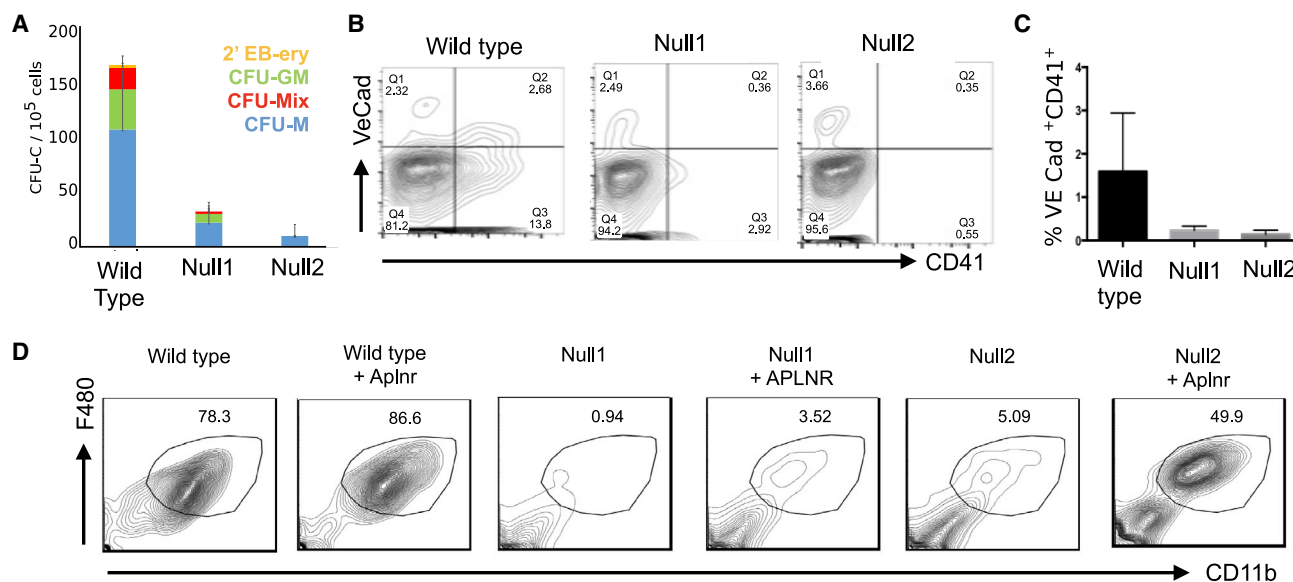 A
200
150
100
50
0
CFU-C / 10⁵ cells
2' EB-ery
CFU-GM
CFU-Mix
CFU-M
Wild
Type
Null1
Null2
B
Wild type
Null1
Null2
VeCad
Q1
2.32
Q2
2.68
Q4
81.2
Q3
13.8
Q1
2.49
Q2
0.36
Q4
94.2
Q3
2.92
Q1
3.66
Q2
0.35
Q4
95.6
Q3
0.55
CD41
C
% VE Cad ⁺CD41⁺
4
3
2
1
0
Wild
type
Null1
Null2
D
Wild type
Wild type
+ Aplnr
Null1
Null1
+ APLNR
Null2
Null2
+ Aplnr
F480
78.3
86.6
0.94
3.52
5.09
49.9
CD11b